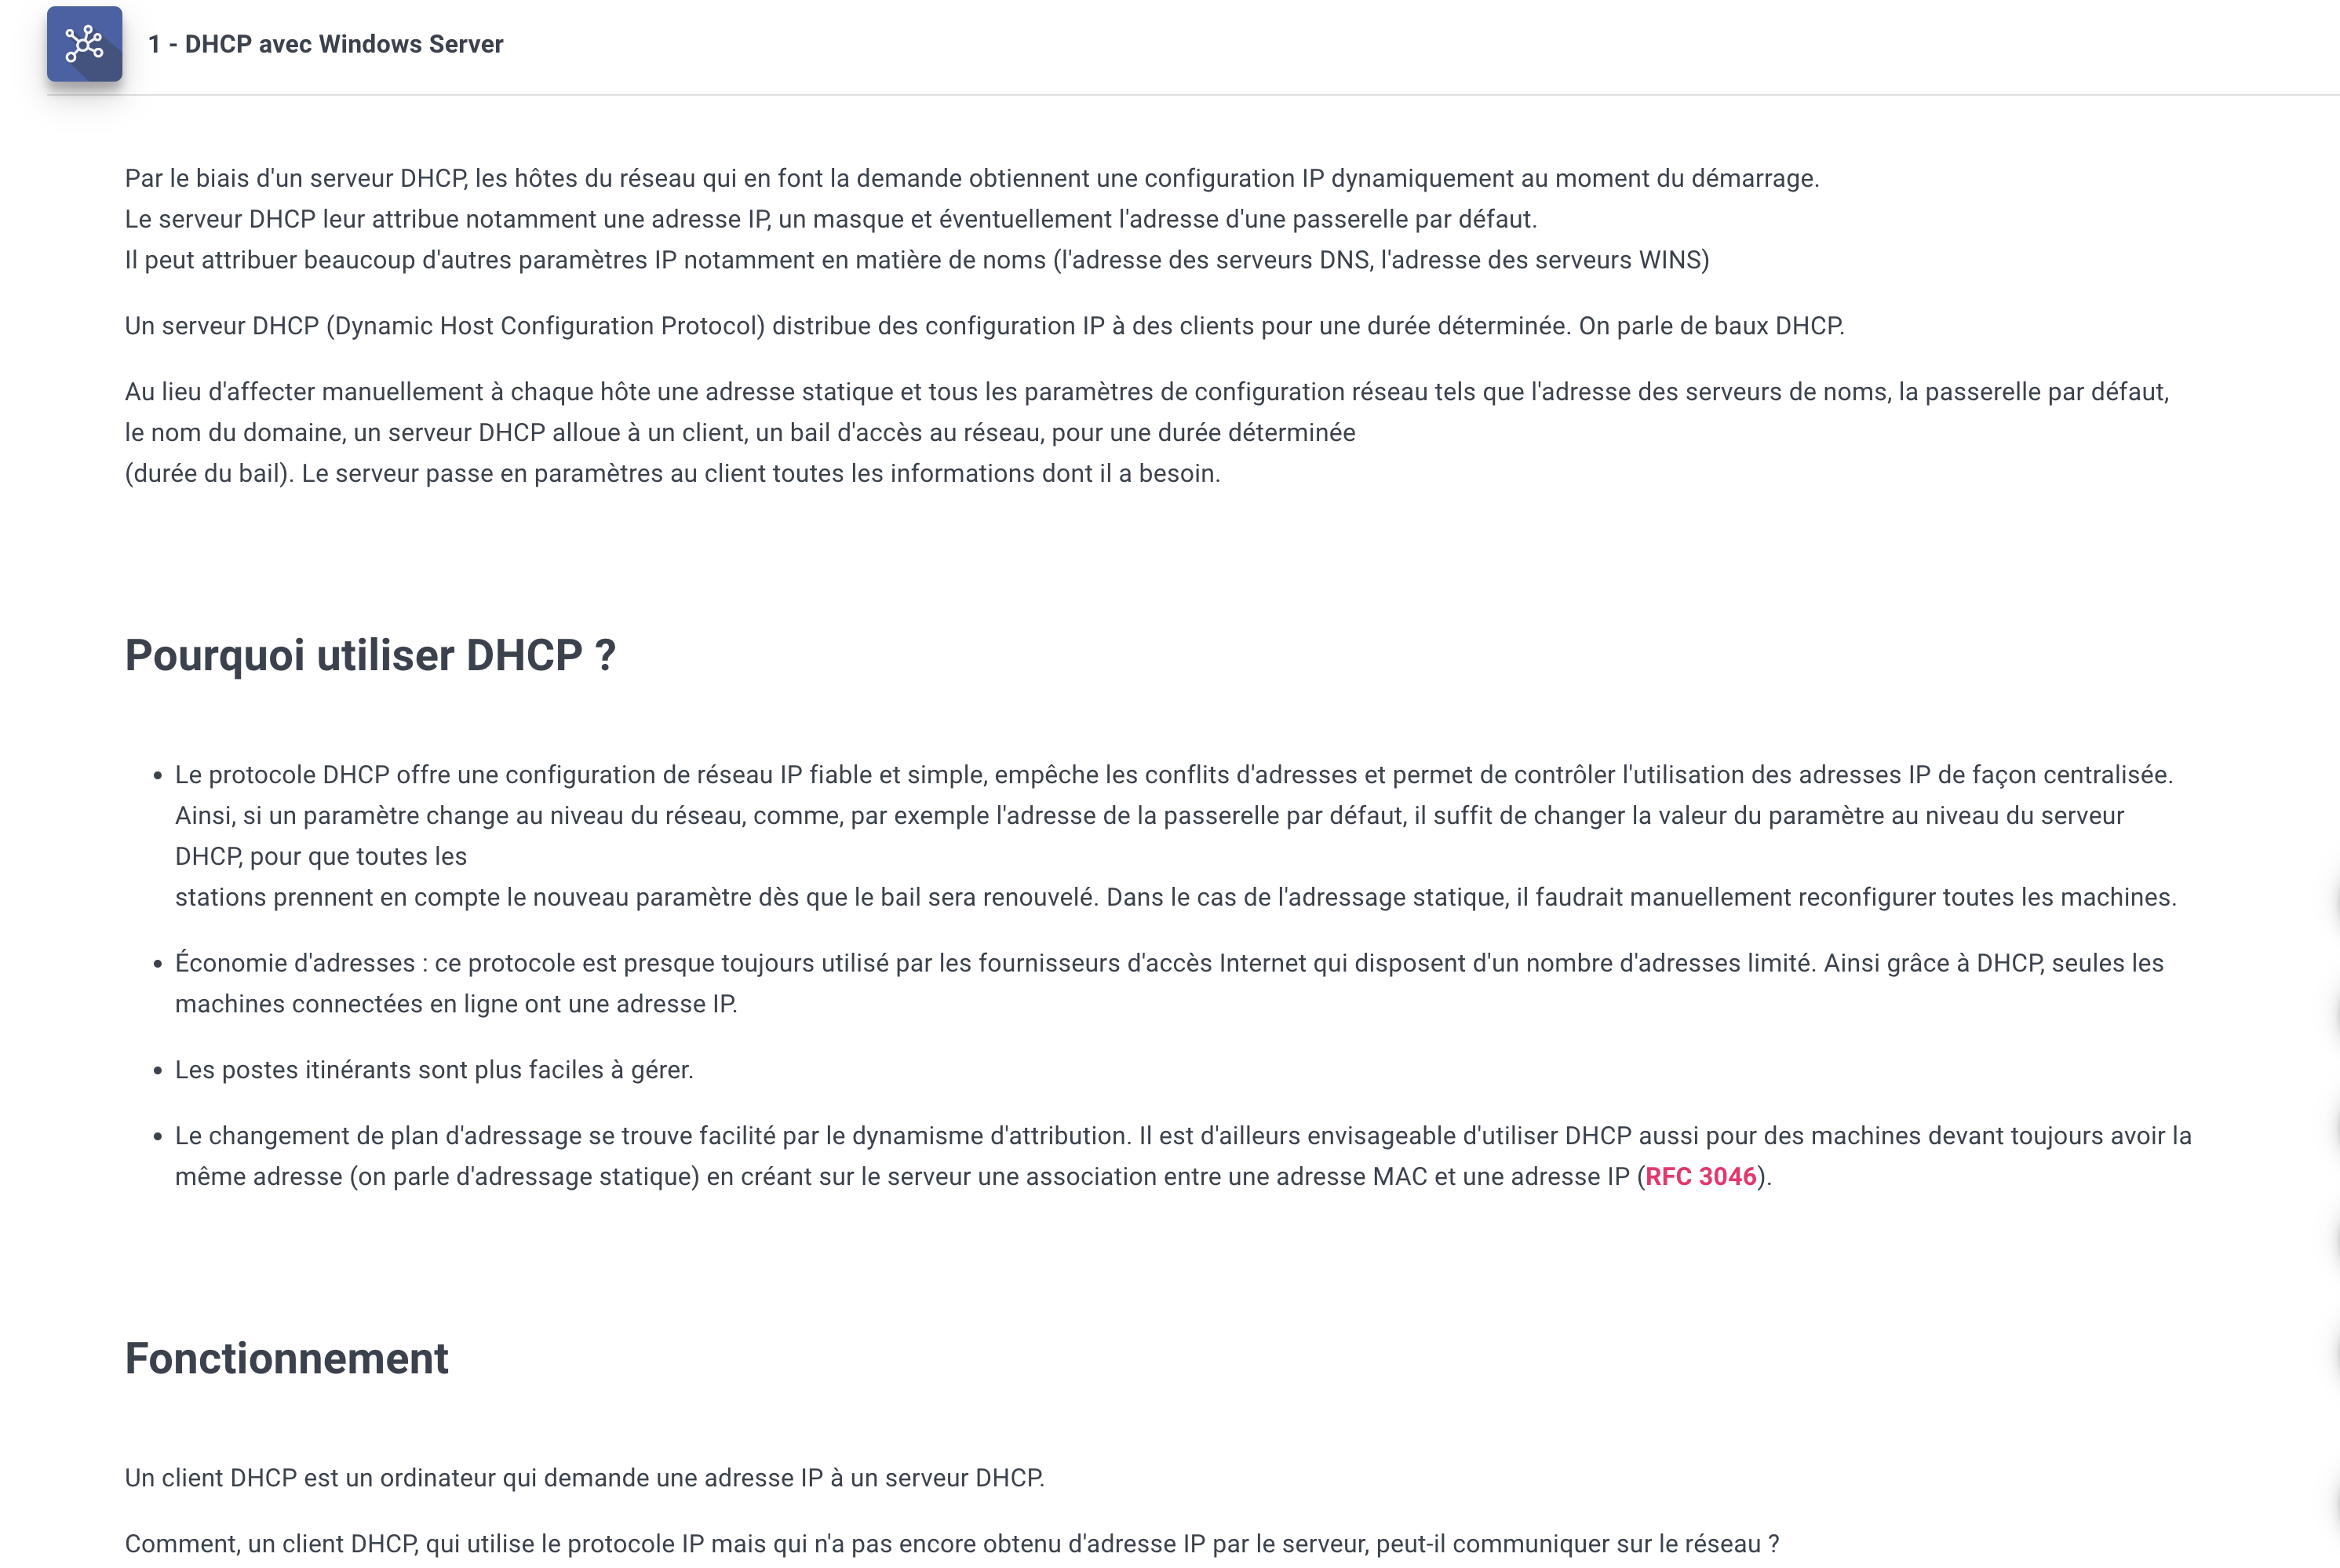 1 - DHCP avec Windows Server
Par le biais d'un serveur DHCP, les hôtes du réseau qui en font la demande obtiennent une configuration IP dynamiquement au moment du démarrage.
Le serveur DHCP leur attribue notamment une adresse IP, un masque et éventuellement l'adresse d'une passerelle par défaut.
Il peut attribuer beaucoup d'autres paramètres IP notamment en matière de noms (l'adresse des serveurs DNS, l'adresse des serveurs WINS)
Un serveur DHCP (Dynamic Host Configuration Protocol) distribue des configuration IP à des clients pour une durée déterminée. On parle de baux DHCP.
Au lieu d'affecter manuellement à chaque hôte une adresse statique et tous les paramètres de configuration réseau tels que l'adresse des serveurs de noms, la passerelle par défaut,
le nom du domaine, un serveur DHCP alloue à un client, un bail d'accès au réseau, pour une durée déterminée
(durée du bail). Le serveur passe en paramètres au client toutes les informations dont il a besoin.
Pourquoi utiliser DHCP ?
• Le protocole DHCP offre une configuration de réseau IP fiable et simple, empêche les conflits d'adresses et permet de contrôler l'utilisation des adresses IP de façon centralisée.
Ainsi, si un paramètre change au niveau du réseau, comme, par exemple l'adresse de la passerelle par défaut, il suffit de changer la valeur du paramètre au niveau du serveur
DHCP, pour que toutes les
stations prennent en compte le nouveau paramètre dès que le bail sera renouvelé. Dans le cas de l'adressage statique, il faudrait manuellement reconfigurer toutes les machines.
• Économie d'adresses : ce protocole est presque toujours utilisé par les fournisseurs d'accès Internet qui disposent d'un nombre d'adresses limité. Ainsi grâce à DHCP, seules les
machines connectées en ligne ont une adresse IP.
• Les postes itinérants sont plus faciles à gérer.
• Le changement de plan d'adressage se trouve facilité par le dynamisme d'attribution. Il est d'ailleurs envisageable d'utiliser DHCP aussi pour des machines devant toujours avoir la
même adresse (on parle d'adressage statique) en créant sur le serveur une association entre une adresse MAC et une adresse IP (RFC 3046).
Fonctionnement
Un client DHCP est un ordinateur qui demande une adresse IP à un serveur DHCP.
Comment, un client DHCP, qui utilise le protocole IP mais qui n'a pas encore obtenu d'adresse IP par le serveur, peut-il communiquer sur le réseau ?